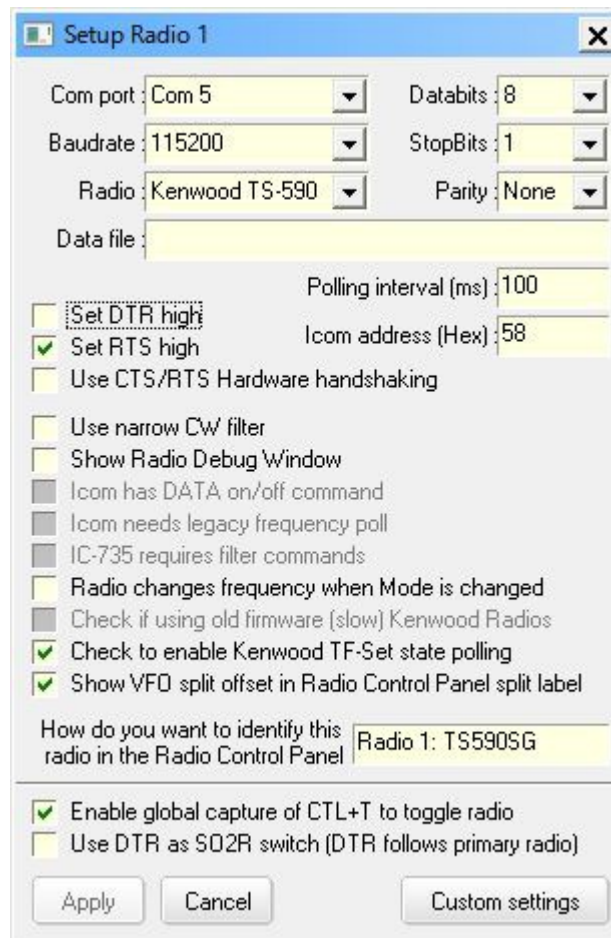 Setup Radio 1
Com port : Com 5 Databits : 8
Baudrate : 115200 StopBits : 1
Radio : Kenwood TS-590 Parity : None
Data file :
Polling interval (ms) : 100
Set DTR high
Icom address (Hex) : 58
Set RTS high
Use CTS/RTS Hardware handshaking
Use narrow CW filter
Show Radio Debug Window
Icom has DATA on/off command
Icom needs legacy frequency poll
IC-735 requires filter commands
Radio changes frequency when Mode is changed
Check if using old firmware (slow) Kenwood Radios
Check to enable Kenwood TF-Set state polling
Show VFO split offset in Radio Control Panel split label
How do you want to identify this
radio in the Radio Control Panel
Radio 1: TS590SG
Enable global capture of CTL+T to toggle radio
Use DTR as SO2R switch (DTR follows primary radio)
Apply Cancel Custom settings